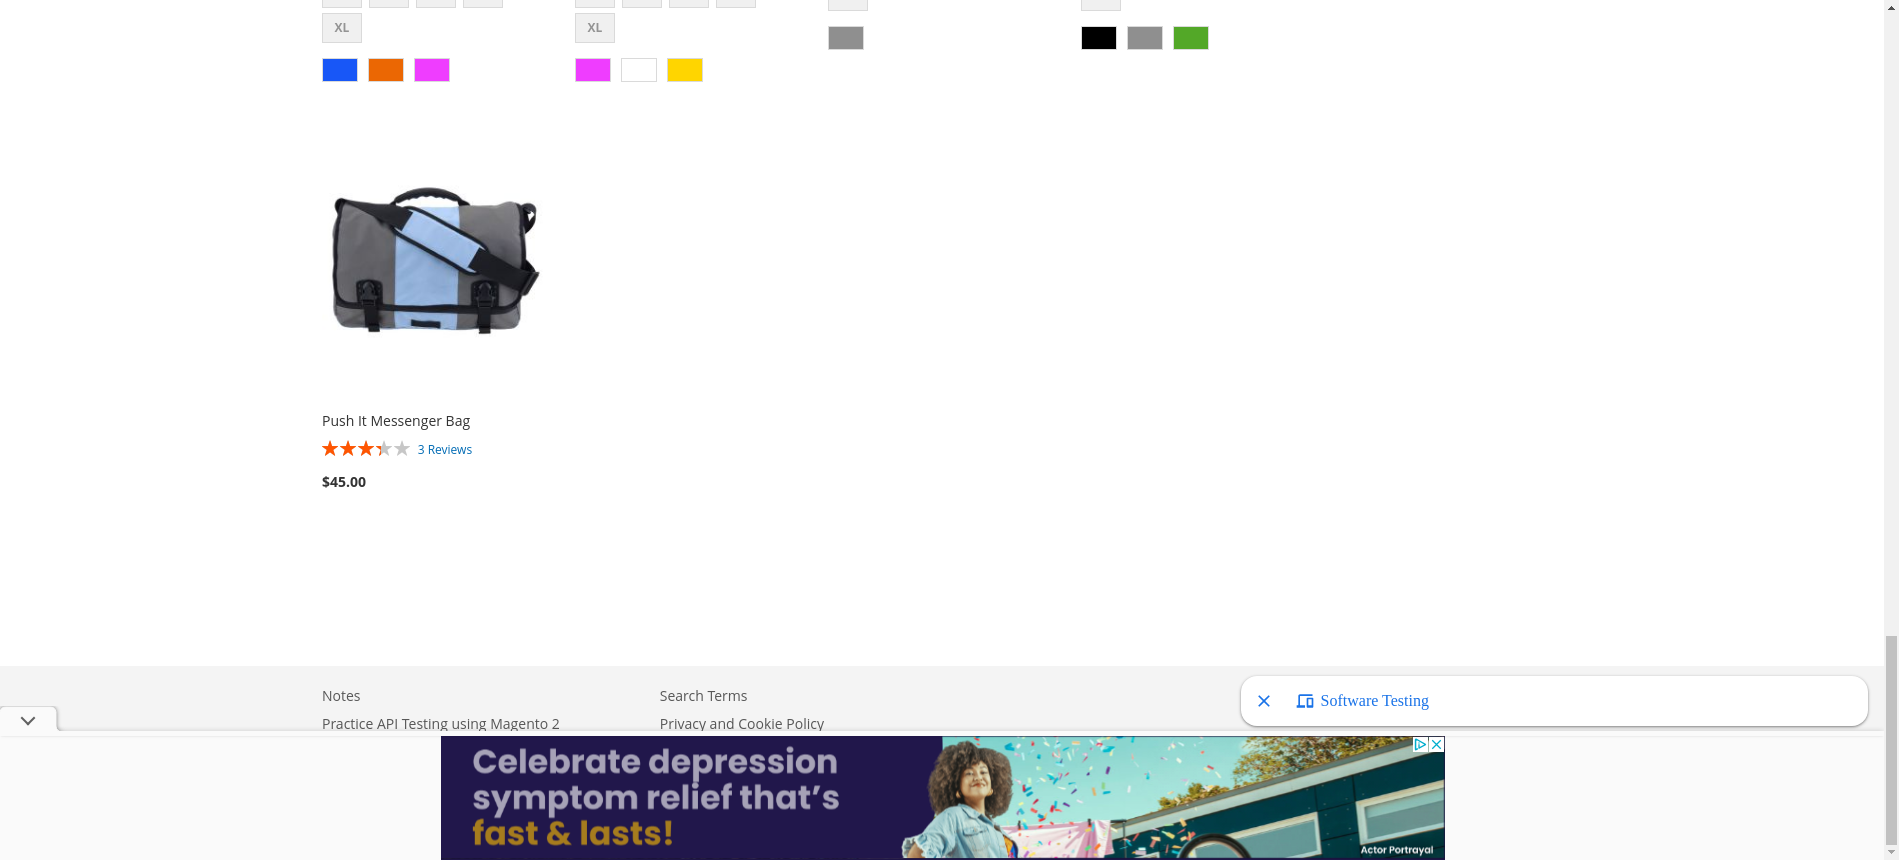 XL
XL
Push It Messenger Bag
3 Reviews
$45.00
Notes
Search Terms
Practice API Testing using Magento 2
Privacy and Cookie Policy
Software Testing
Celebrate depression
symptom relief that's
fast & lasts!
Actor Portrayal